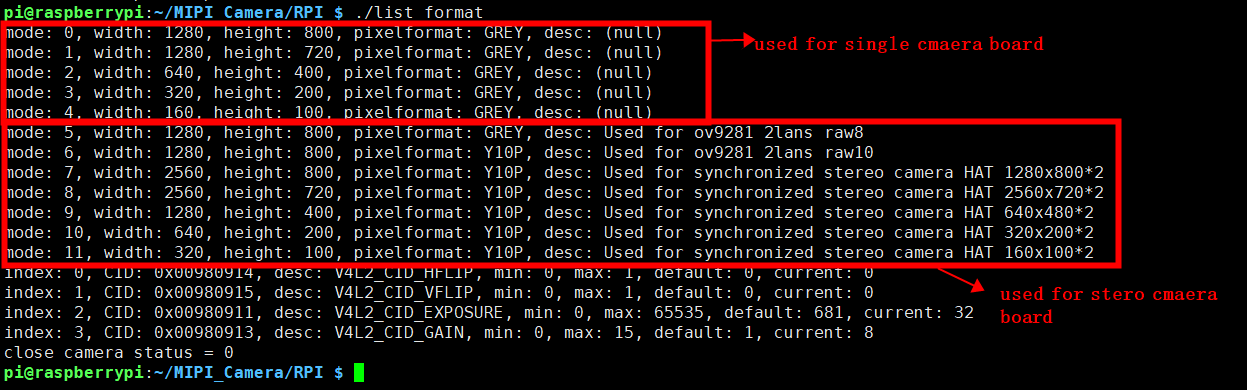 pi@raspberrypi:~/MIPI_Camera/RPI $ ./list_format
mode: 0, width: 1280, height: 800, pixelformat: GREY, desc: (null)
mode: 1, width: 1280, height: 720, pixelformat: GREY, desc: (null)
mode: 2, width: 640, height: 400, pixelformat: GREY, desc: (null)
mode: 3, width: 320, height: 200, pixelformat: GREY, desc: (null)
mode: 4, width: 160, height: 100, pixelformat: GREY, desc: (null)
used for single cmaera board
mode: 5, width: 1280, height: 800, pixelformat: GREY, desc: Used for ov9281 2lans raw8
mode: 6, width: 1280, height: 800, pixelformat: Y10P, desc: Used for ov9281 2lans raw10
mode: 7, width: 2560, height: 800, pixelformat: Y10P, desc: Used for synchronized stereo camera HAT 1280x800*2
mode: 8, width: 2560, height: 720, pixelformat: Y10P, desc: Used for synchronized stereo camera HAT 2560x720*2
mode: 9, width: 1280, height: 400, pixelformat: Y10P, desc: Used for synchronized stereo camera HAT 640x480*2
mode: 10, width: 640, height: 200, pixelformat: Y10P, desc: Used for synchronized stereo camera HAT 320x200*2
mode: 11, width: 320, height: 100, pixelformat: Y10P, desc: Used for synchronized stereo camera HAT 160x100*2
used for stero cmaera
board
index: 0, CID: 0x00980914, desc: V4L2_CID_HFLIP, min: 0, max: 1, default: 0, current: 0
index: 1, CID: 0x00980915, desc: V4L2_CID_VFLIP, min: 0, max: 1, default: 0, current: 0
index: 2, CID: 0x00980911, desc: V4L2_CID_EXPOSURE, min: 0, max: 65535, default: 681, current: 32
index: 3, CID: 0x00980913, desc: V4L2_CID_GAIN, min: 0, max: 15, default: 1, current: 8
close camera status = 0
pi@raspberrypi:~/MIPI_Camera/RPI $